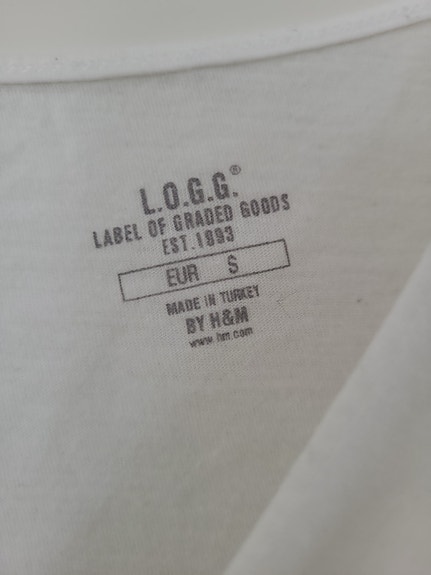 L.O.G.G.®
LABEL OF GRADED GOODS
EST.1993
EUR S
MADE IN TURKEY
BY H&M
www.hm.com